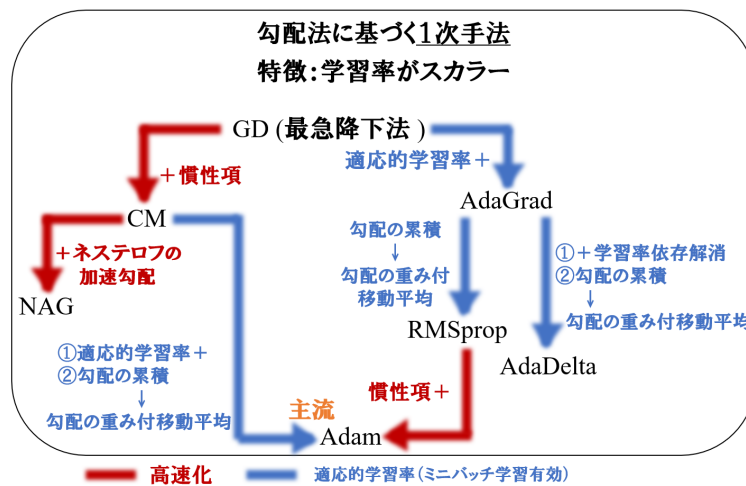 勾配法に基づく1次手法
特徴：学習率がスカラー
GD (最急降下法)
＋慣性項
適応的学習率＋
CM
AdaGrad
＋ネステロフの
加速勾配
NAG
勾配の累積
↓
勾配の重み付
移動平均
①＋学習率依存解消
②勾配の累積
↓
勾配の重み付移動平均
RMSprop
AdaDelta
①適応的学習率＋
②勾配の累積
↓
勾配の重み付移動平均
慣性項＋
主流
Adam
高速化
適応的学習率（ミニバッチ学習有効）